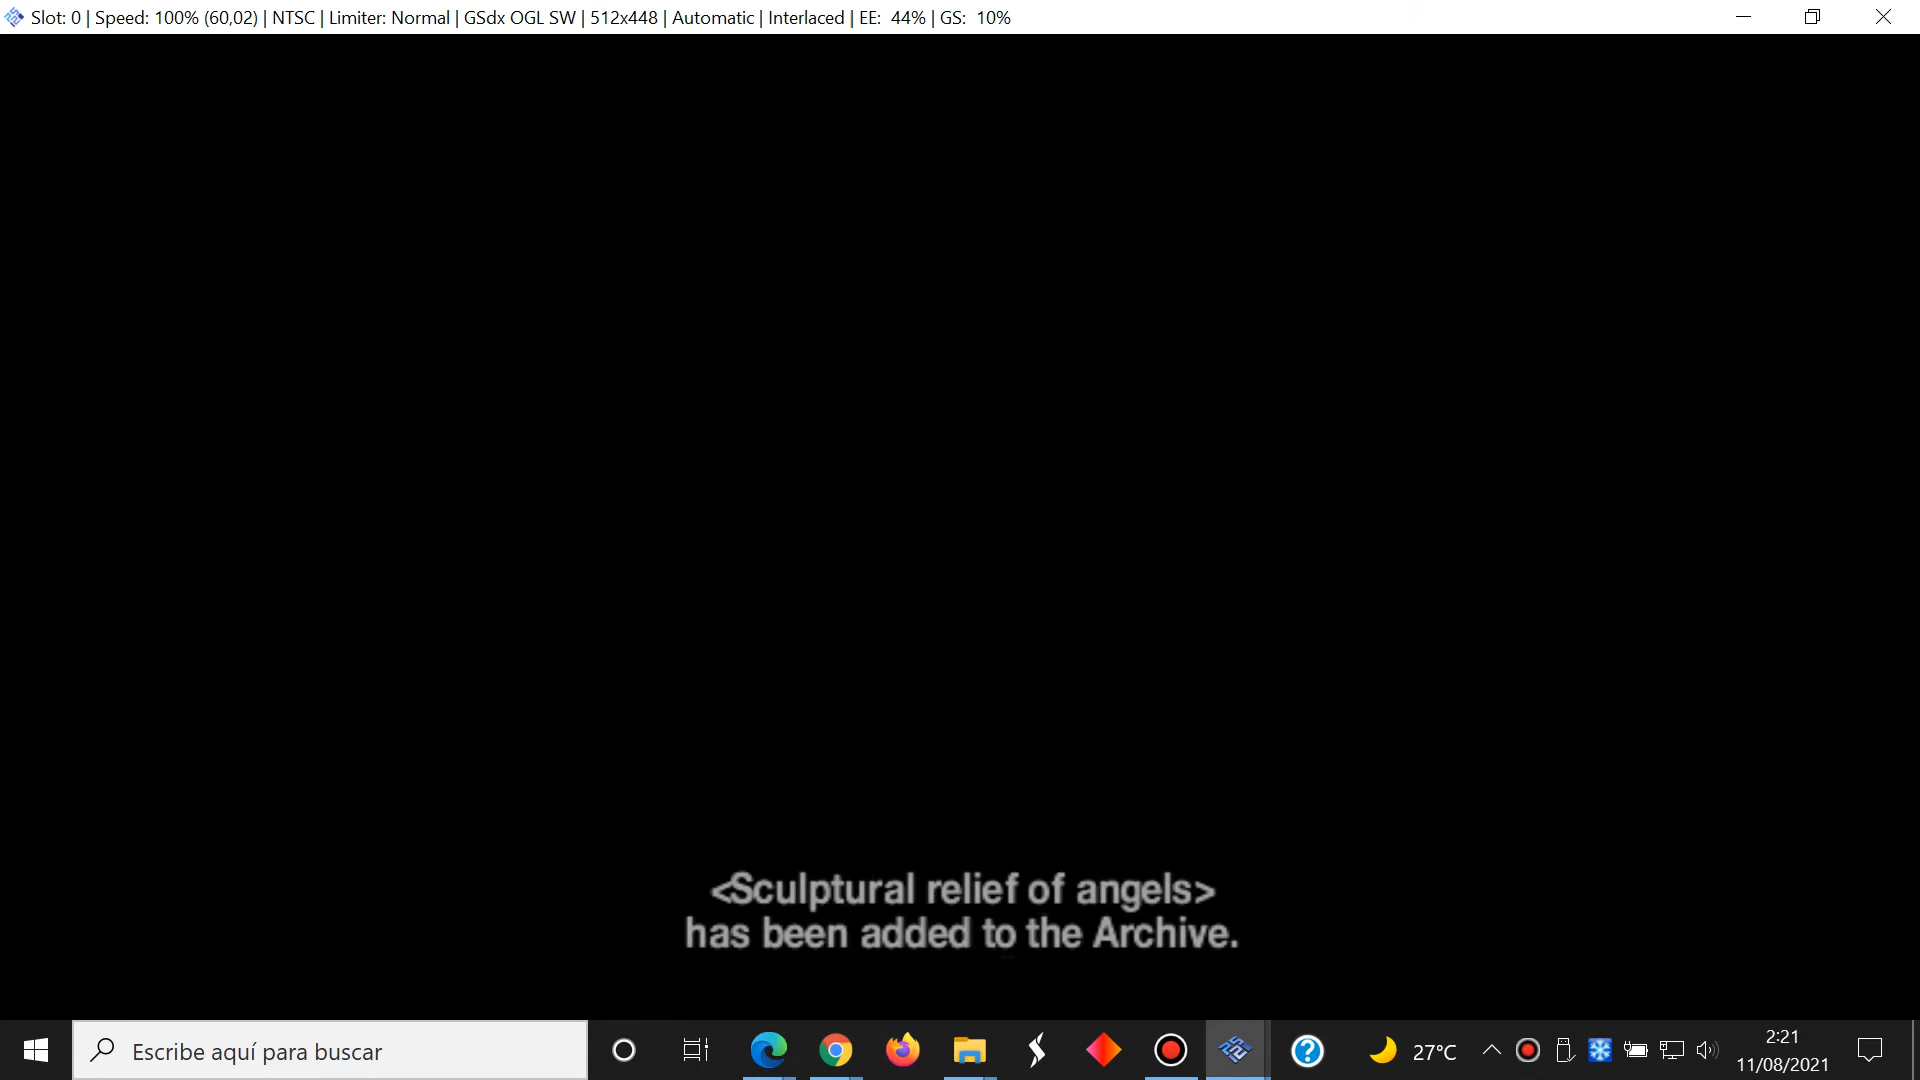 Slot: 0 | Speed: 100% (60,02) | NTSC | Limiter: Normal | GSdx OGL SW | 512x448 | Automatic | Interlaced | EE:  44% | GS:  10%
<Sculptural relief of angels>
has been added to the Archive.
Escribe aquí para buscar
27°C
2:21
11/08/2021